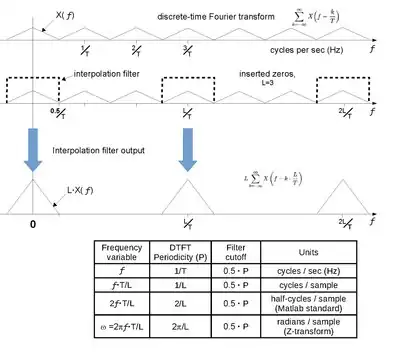 X(f)
discrete-time Fourier transform
∑ X(f − k/T)
k=−∞
1/T 2/T 3/T cycles per sec (Hz) f
interpolation filter
inserted zeros,
L=3
0.5/T L/T 2L/T f
Interpolation filter output
L·X(f)
L ∑ X(f − k · L/T)
k=−∞
0 L/T 2L/T f
Frequency variable | DTFT Periodicity (P) | Filter cutoff | Units
f | 1/T | 0.5 · P | cycles / sec (Hz)
f·T/L | 1/L | 0.5 · P | cycles / sample
2f·T/L | 2/L | 0.5 · P | half-cycles / sample (Matlab standard)
ω =2πf·T/L | 2π/L | 0.5 · P | radians / sample (Z-transform)